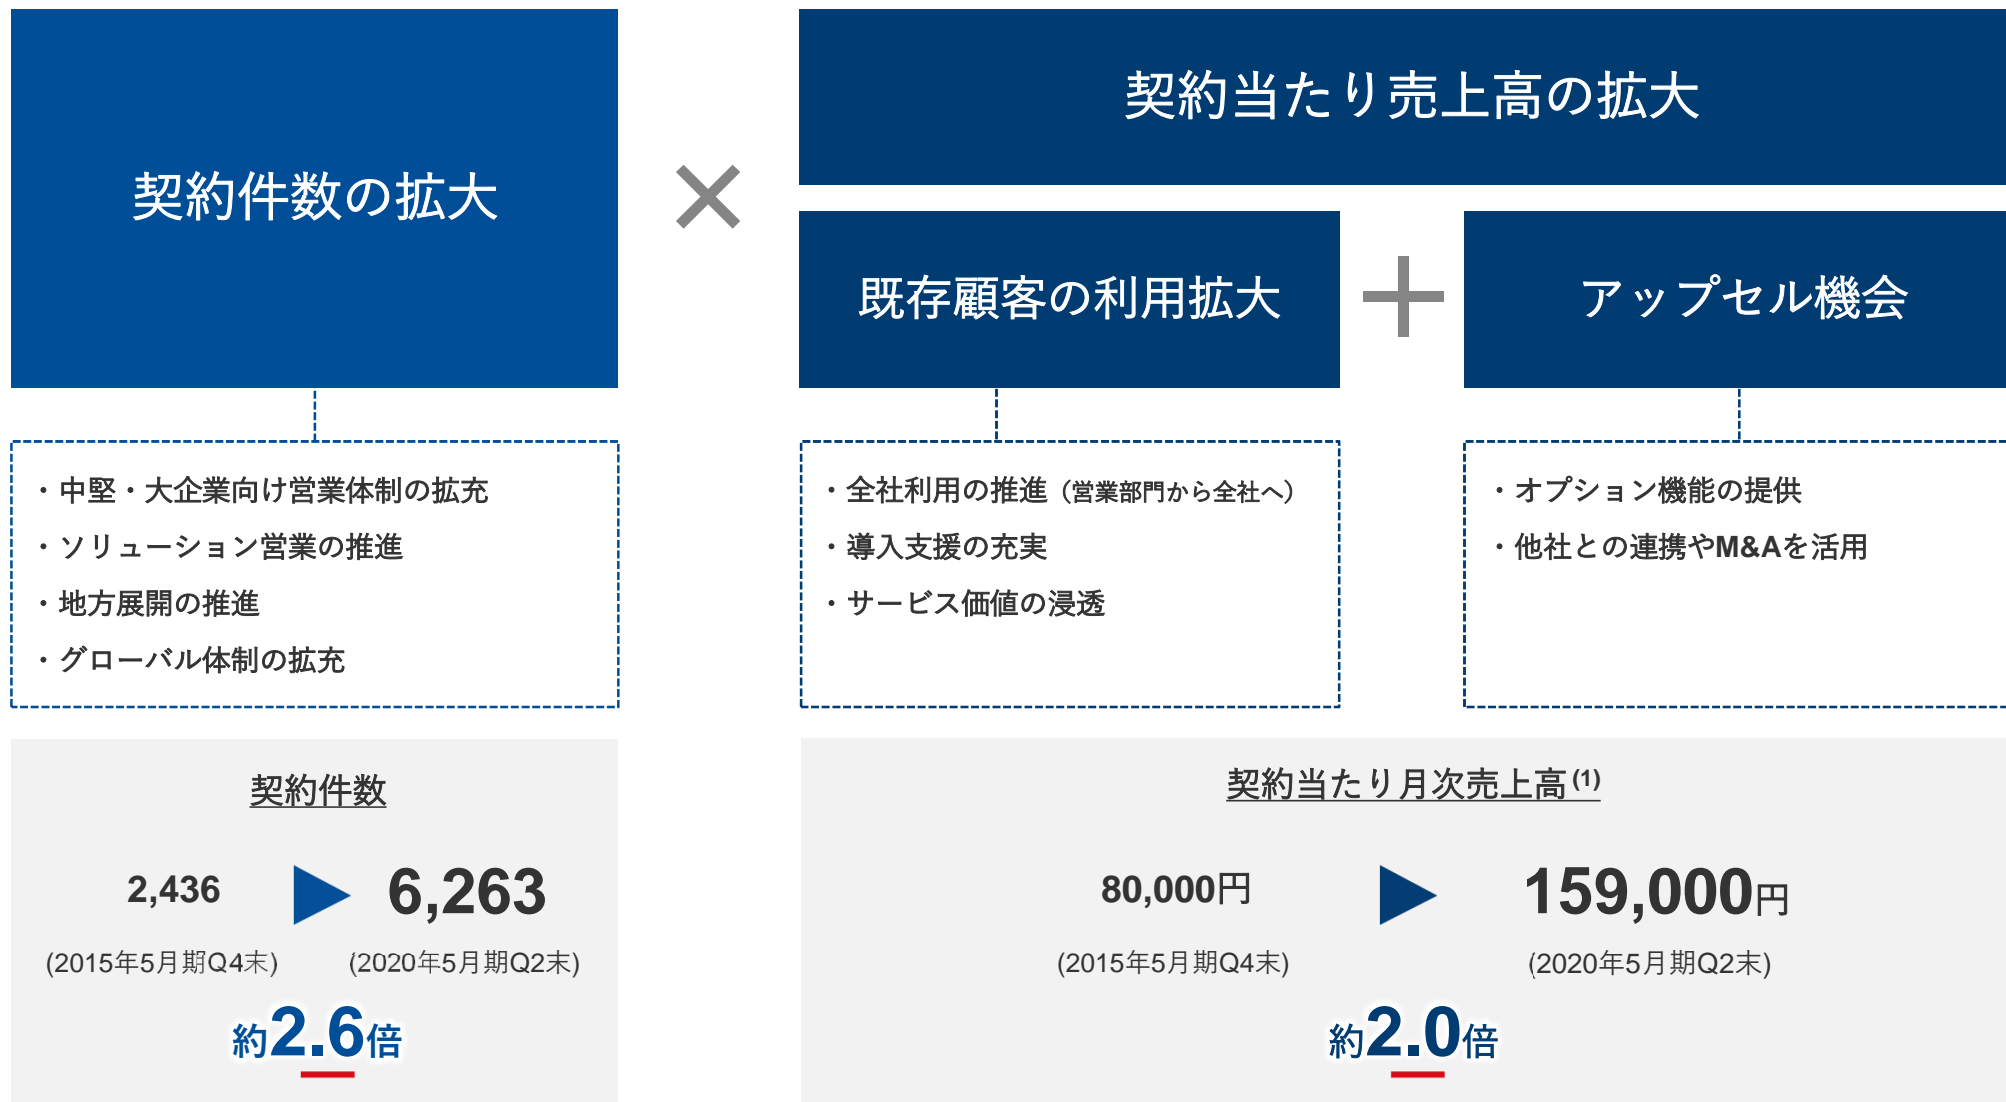 契約件数の拡大
×
契約当たり売上高の拡大
既存顧客の利用拡大
+
アップセル機会
・中堅・大企業向け営業体制の拡充
・ソリューション営業の推進
・地方展開の推進
・グローバル体制の拡充
・全社利用の推進（営業部門から全社へ）
・導入支援の充実
・サービス価値の浸透
・オプション機能の提供
・他社との連携やM&Aを活用
契約件数
2,436
6,263
(2015年5月期Q4末)
(2020年5月期Q2末)
約2.6倍
契約当たり月次売上高(1)
80,000円
159,000円
(2015年5月期Q4末)
(2020年5月期Q2末)
約2.0倍